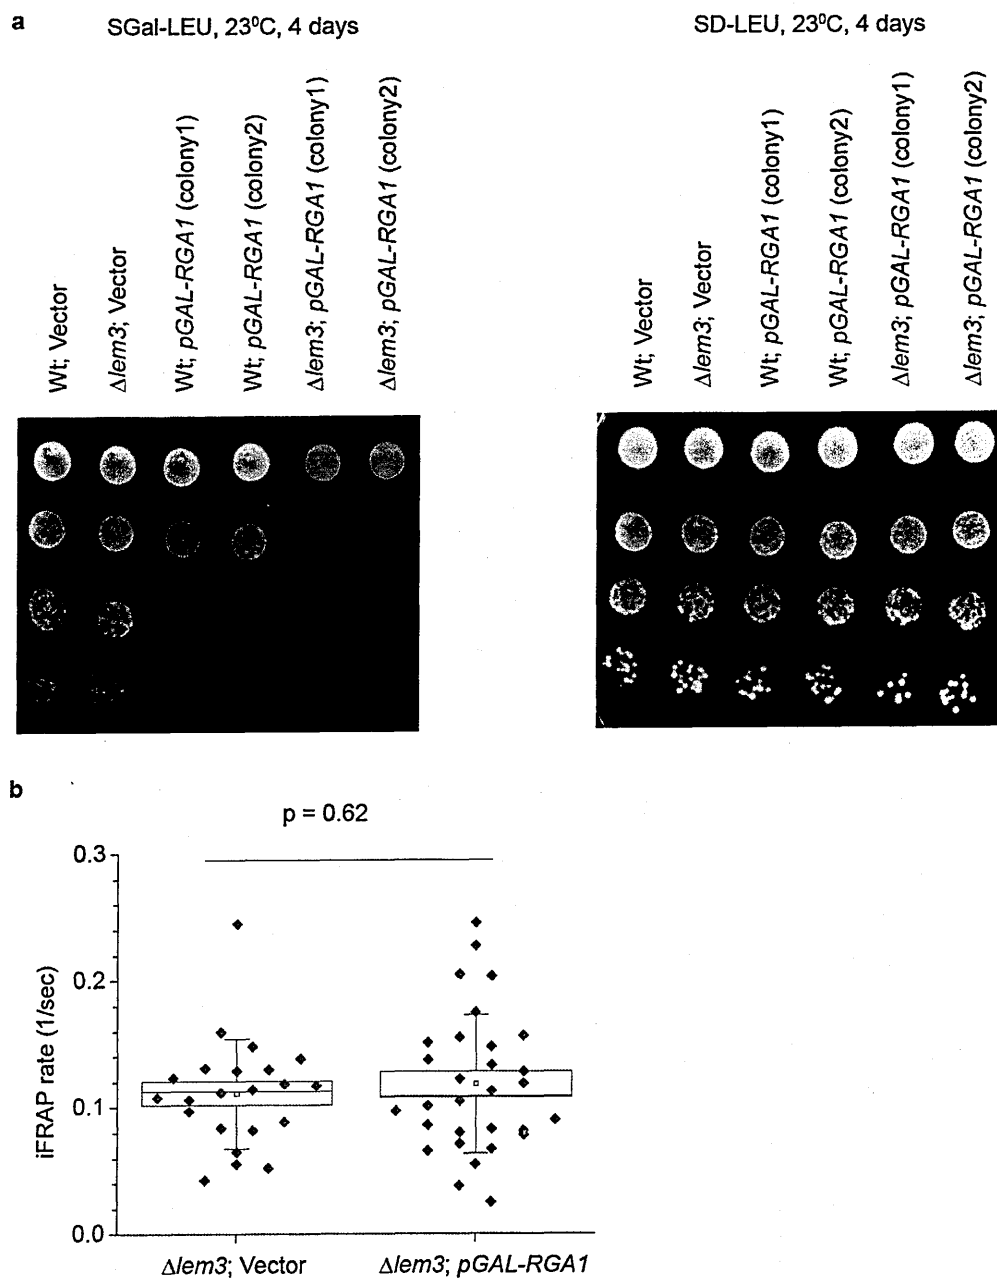 a
SGal-LEU, 23⁰C, 4 days
SD-LEU, 23⁰C, 4 days
Wt; Vector
Δlem3; Vector
Wt; pGAL-RGA1 (colony1)
Wt; pGAL-RGA1 (colony2)
Δlem3; pGAL-RGA1 (colony1)
Δlem3; pGAL-RGA1 (colony2)
Wt; Vector
Δlem3; Vector
Wt; pGAL-RGA1 (colony1)
Wt; pGAL-RGA1 (colony2)
Δlem3; pGAL-RGA1 (colony1)
Δlem3; pGAL-RGA1 (colony2)
b
p = 0.62
0.3
0.2
0.1
0.0
iFRAP rate (1/sec)
Δlem3; Vector
Δlem3; pGAL-RGA1